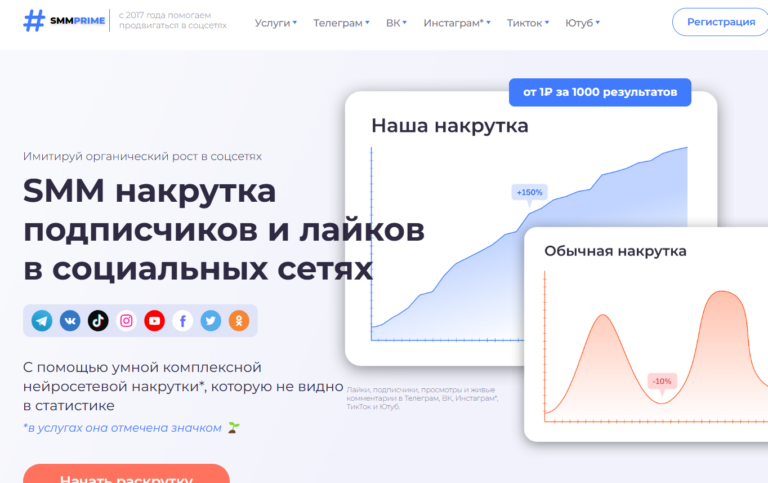 SMMPRIME
с 2017 года помогаем
продвигаться в соцсетях
Услуги
Телеграм
ВК
Инстаграм*
Тикток
Ютуб
Регистрация
от 1₽ за 1000 результатов
Наша накрутка
+150%
Имитируй органический рост в соцсетях
SMM накрутка
подписчиков и лайков
в социальных сетях
Обычная накрутка
-10%
С помощью умной комплексной
нейросетевой накрутки*, которую не видно
в статистике
*в услугах она отмечена значком
Лайки, подписчики, просмотры и живые
комментарии в Телеграм, ВК, Инстаграм*,
ТикТок и Ютуб.
Начать раскрутку